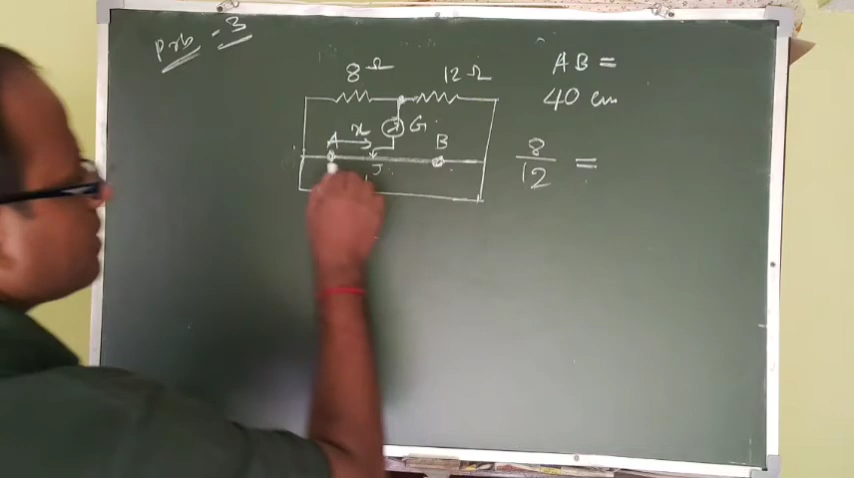 Prb - 3
8 Ω 12 Ω
AB =
40 cm
G
A x B
J
8/12 =